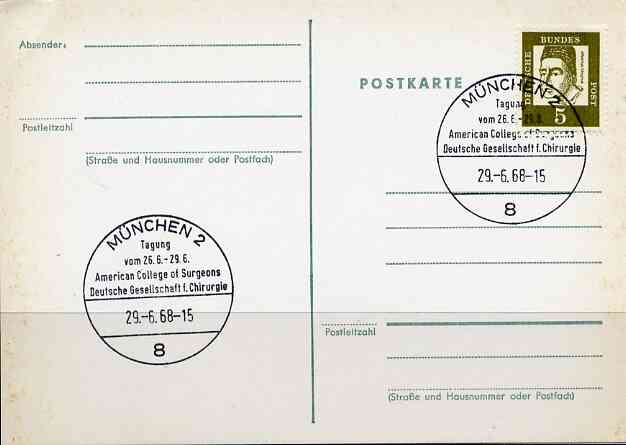 Absender:
Postleitzahl
(Straße und Hausnummer oder Postfach)
MÜNCHEN 2
Tagung
vom 26.6.-29.6.
American College of Surgeons
Deutsche Gesellschaft f. Chirurgie
29.-6.68-15
8
POSTKARTE
DEUTSCHE
BUNDES
POST
5
MÜNCHEN 2
Tagung
vom 26.6.-29.6.
American College of Surgeons
Deutsche Gesellschaft f. Chirurgie
29.-6.68-15
8
Postleitzahl
(Straße und Hausnummer oder Postfach)